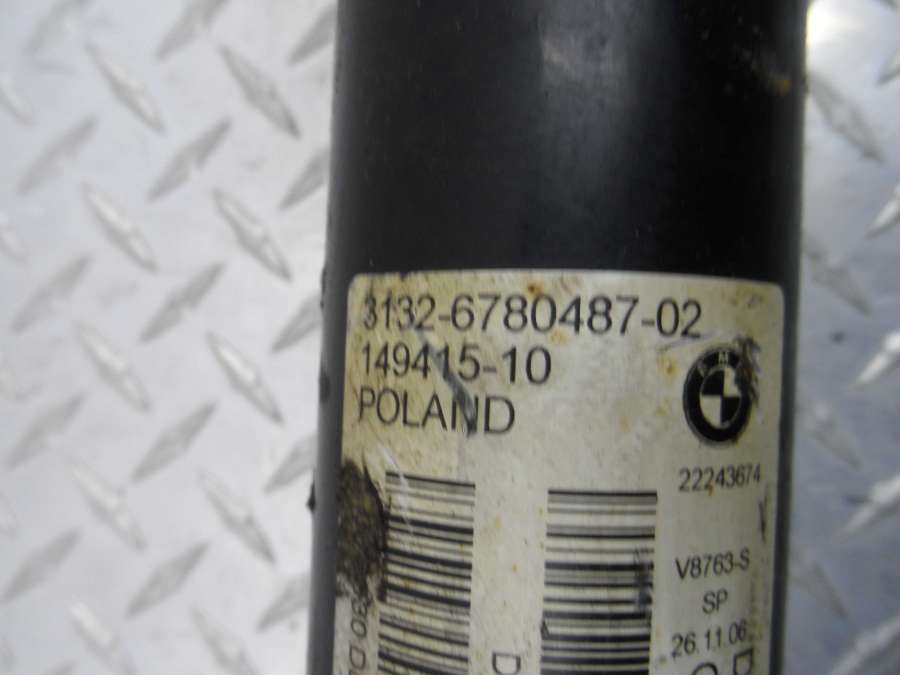 3132-6780487-02
149415-10
POLAND
22243674
V8763-S
SP
26.11.06